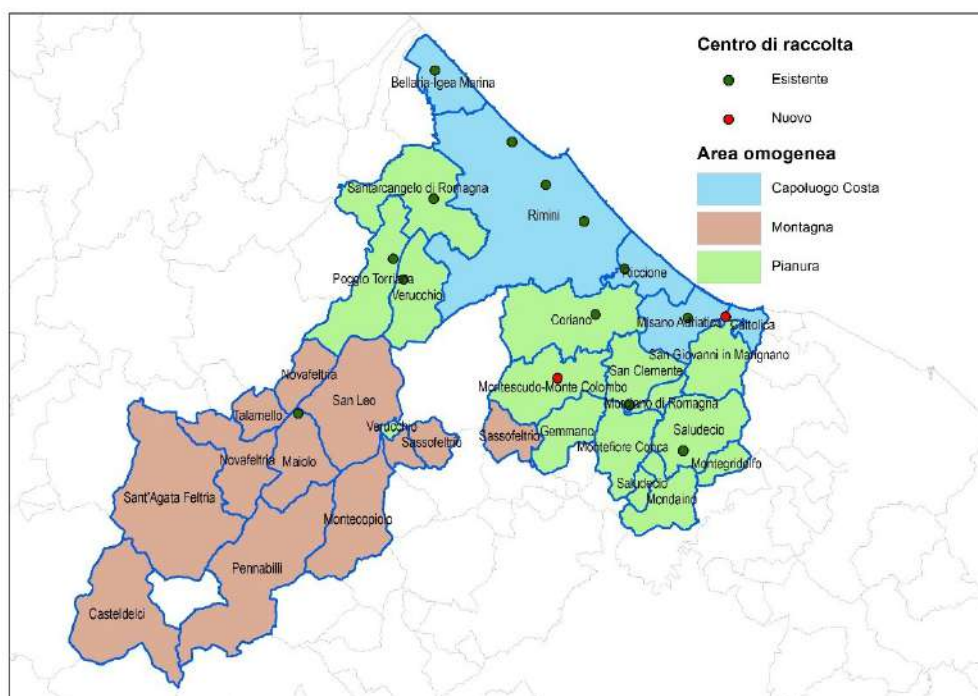 Centro di raccolta
Esistente
Nuovo
Area omogenea
Capoluogo Costa
Montagna
Pianura
Bellaria-Igea Marina
Santarcangelo di Romagna
Rimini
Poggio Torriana
Verucchio
Riccione
Coriano
Misano Adriatico
Cattolica
San Giovanni in Marignano
San Clemente
Montescudo-Monte Colombo
Morciano di Romagna
Novafeltria
San Leo
Talamello
Verucchio
Sassofeltrio
Sassofeltrio
Gemmano
Montefiore Conca
Saludecio
Montegridolfo
Novafeltria
Maiolo
Saludecio
Mondaino
Sant'Agata Feltria
Montecopiolo
Pennabilli
Casteldelci